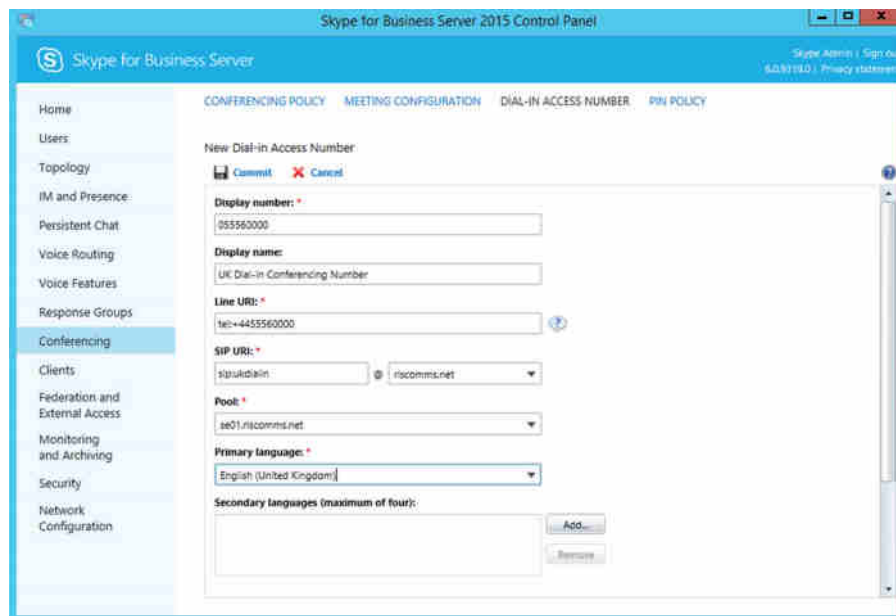 Skype for Business Server 2015 Control Panel
Skype for Business Server
Skype Admin | Sign ou
6.0.9319.0 | Privacy statemen
Home
Users
Topology
IM and Presence
Persistent Chat
Voice Routing
Voice Features
Response Groups
Conferencing
Clients
Federation and
External Access
Monitoring
and Archiving
Security
Network
Configuration
CONFERENCING POLICY MEETING CONFIGURATION DIAL-IN ACCESS NUMBER PIN POLICY
New Dial-in Access Number
Commit Cancel
Display number: *
055560000
Display name:
UK Dial-in Conferencing Number
Line URI: *
tel:+4455560000
SIP URI: *
sip:ukdialin @ riscomms.net
Pool: *
se01.riscomms.net
Primary language: *
English (United Kingdom)
Secondary languages (maximum of four):
Add...
Remove